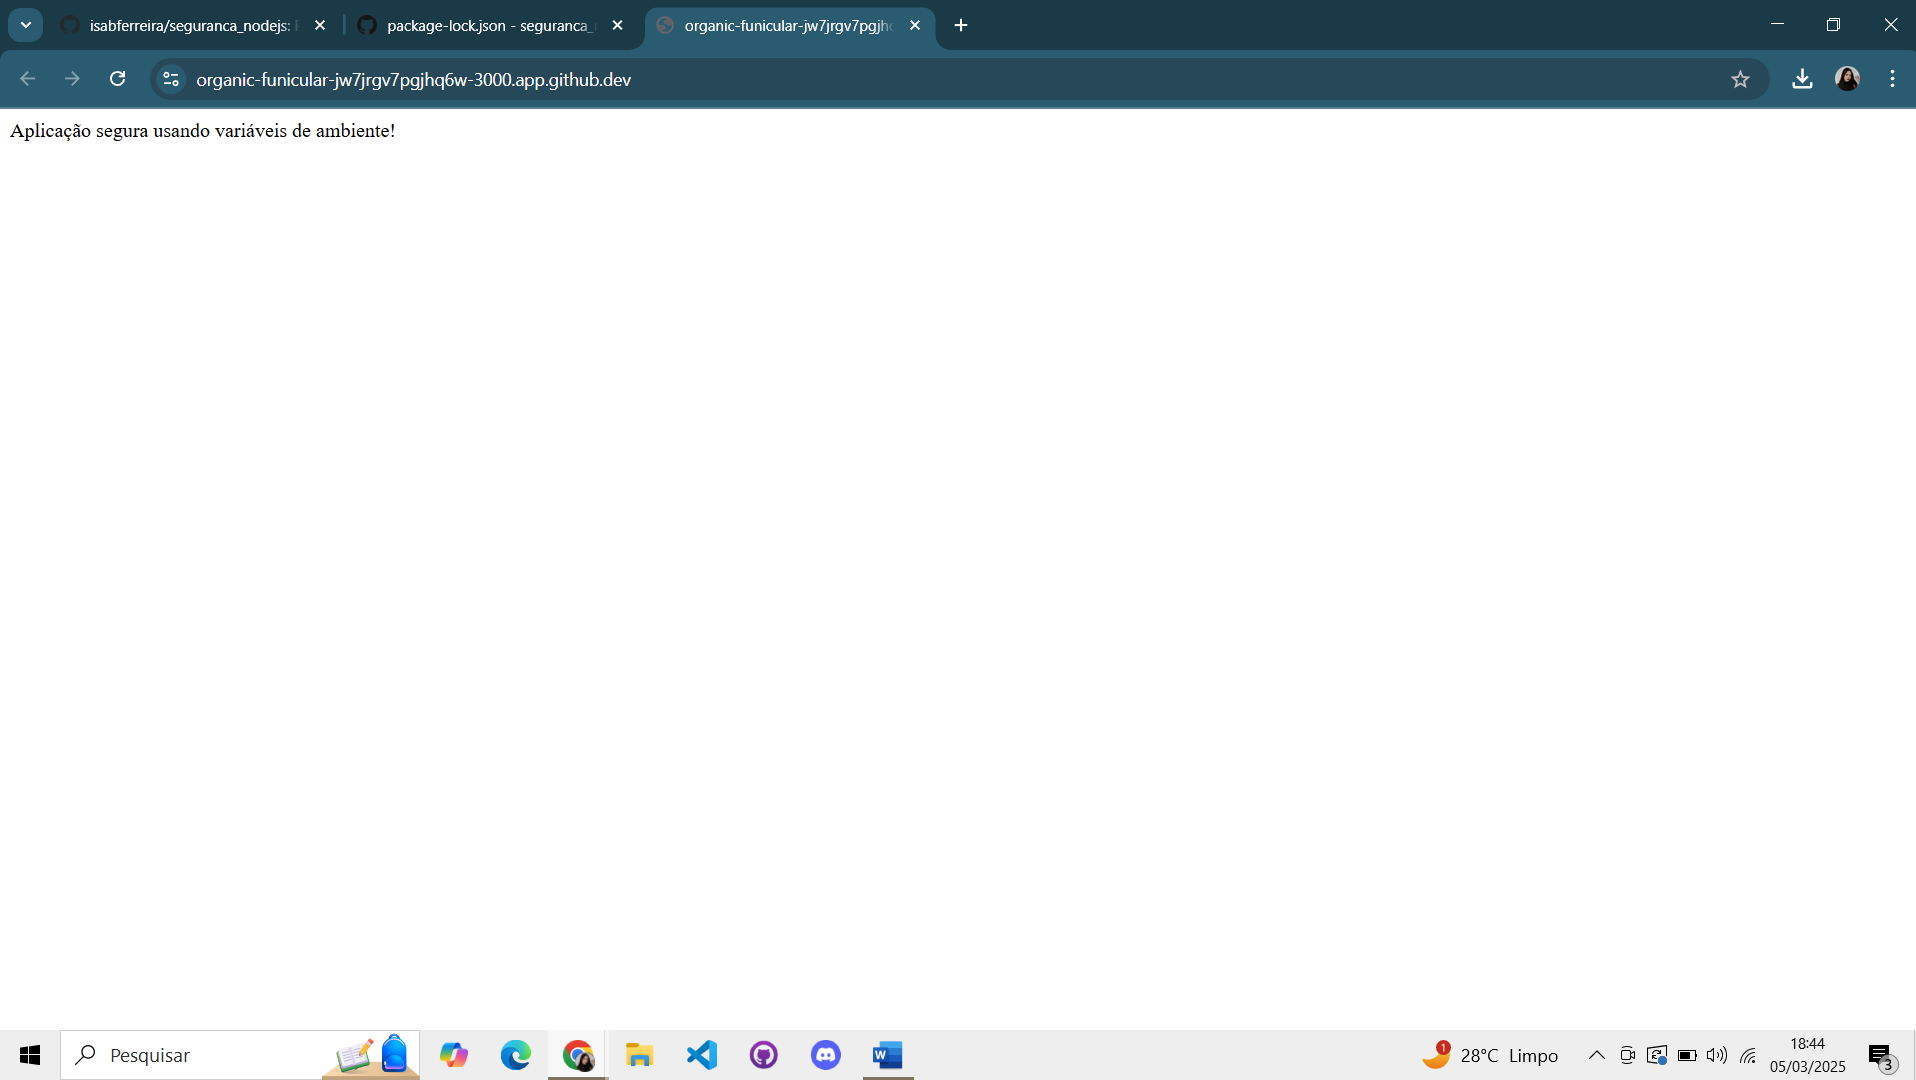 isabferreira/seguranca_nodejs:
package-lock.json - seguranca_
organic-funicular-jw7jrgv7pgjh
organic-funicular-jw7jrgv7pgjhq6w-3000.app.github.dev
Aplicação segura usando variáveis de ambiente!
Pesquisar
1
28°C Limpo
18:44
05/03/2025
3